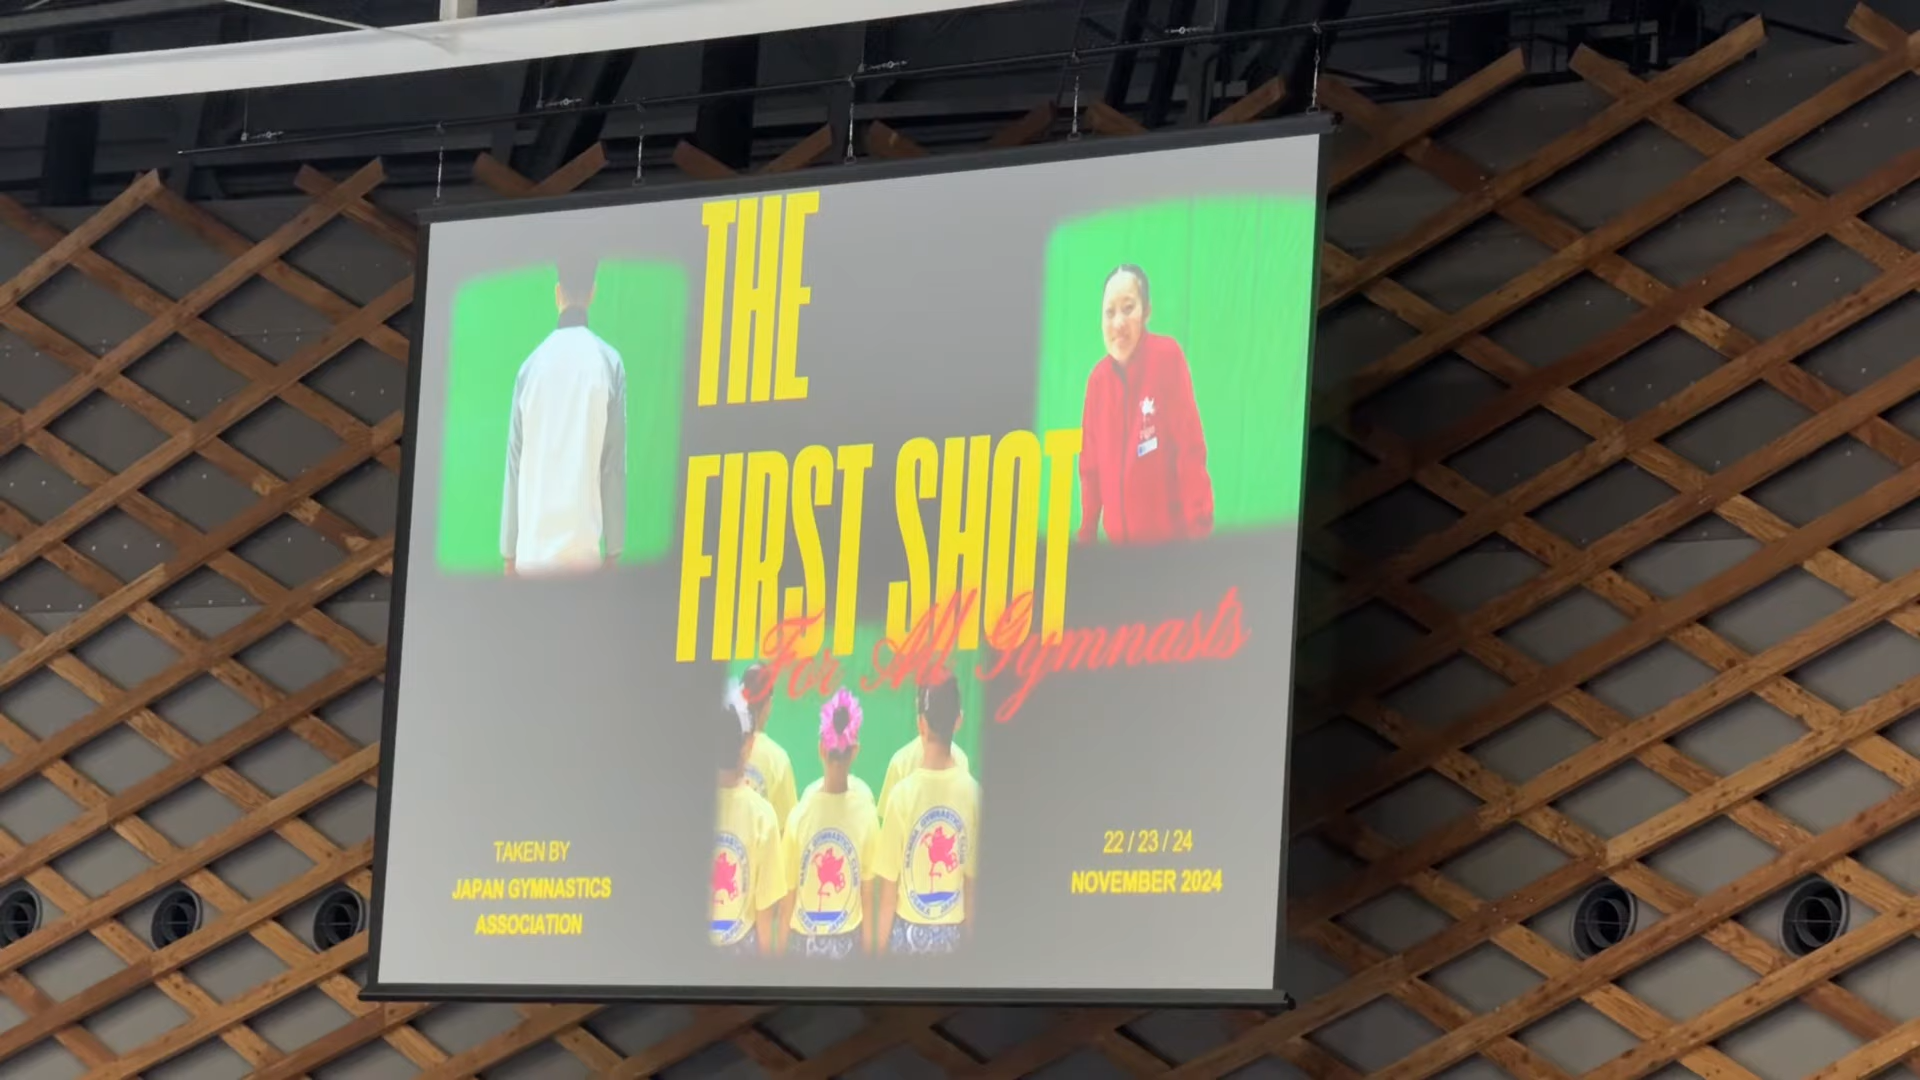 THE
FIRST SHOT
For All Gymnasts
TAKEN BY
JAPAN GYMNASTICS
ASSOCIATION
22 / 23 / 24
NOVEMBER 2024